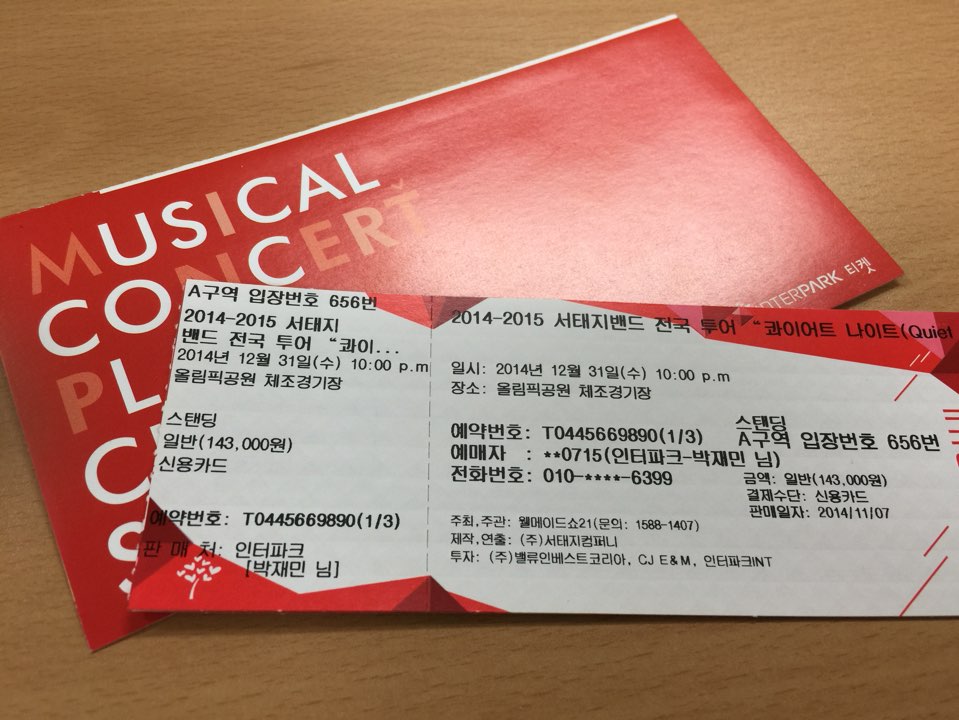 MUSICAL
CONCERT
INTERPARK 티켓
A구역 입장번호 656번
2014-2015 서태지
밴드 전국 투어 “콰이...
2014년 12월 31일(수) 10:00 p.m
올림픽공원 체조경기장
스탠딩
일반(143,000원)
신용카드
예약번호: T0445669890(1/3)
판 매 처: 인터파크
[박재민 님]
2014-2015 서태지밴드 전국 투어 “콰이어트 나이트(Quiet
일시: 2014년 12월 31일(수) 10:00 p.m
장소: 올림픽공원 체조경기장
예약번호: T0445669890(1/3)
예매자 : **0715(인터파크-박재민 님)
전화번호: 010-****-6399
스탠딩
A구역 입장번호 656번
금액: 일반(143,000원)
결제수단: 신용카드
판매일자: 2014/11/07
주최,주관: 웰메이드쇼21(문의: 1588-1407)
제작,연출: (주)서태지컴퍼니
투자: (주)밸류인베스트코리아, CJ E&M, 인터파크INT